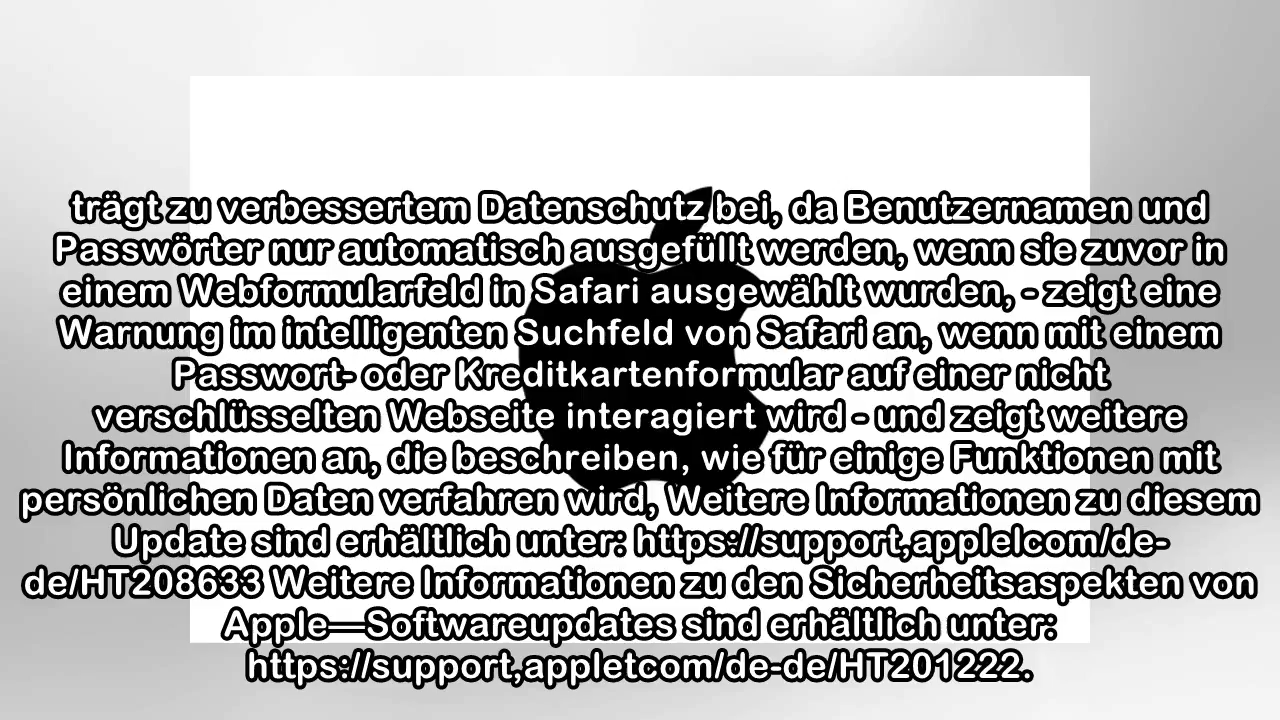 trägt zu verbessertem Datenschutz bei, da Benutzernamen und
Passwörter nur automatisch ausgefüllt werden, wenn sie zuvor in
einem Webformularfeld in Safari ausgewählt wurden, - zeigt eine
Warnung im intelligenten Suchfeld von Safari an, wenn mit einem
Passwort- oder Kreditkartenformular auf einer nicht
verschlüsselten Webseite interagiert wird - und zeigt weitere
Informationen an, die beschreiben, wie für einige Funktionen mit
persönlichen Daten verfahren wird, Weitere Informationen zu diesem
Update sind erhältlich unter: https://support,applelcom/de-
de/HT208633 Weitere Informationen zu den Sicherheitsaspekten von
Apple—Softwareupdates sind erhältlich unter:
https://support,appletcom/de-de/HT201222.